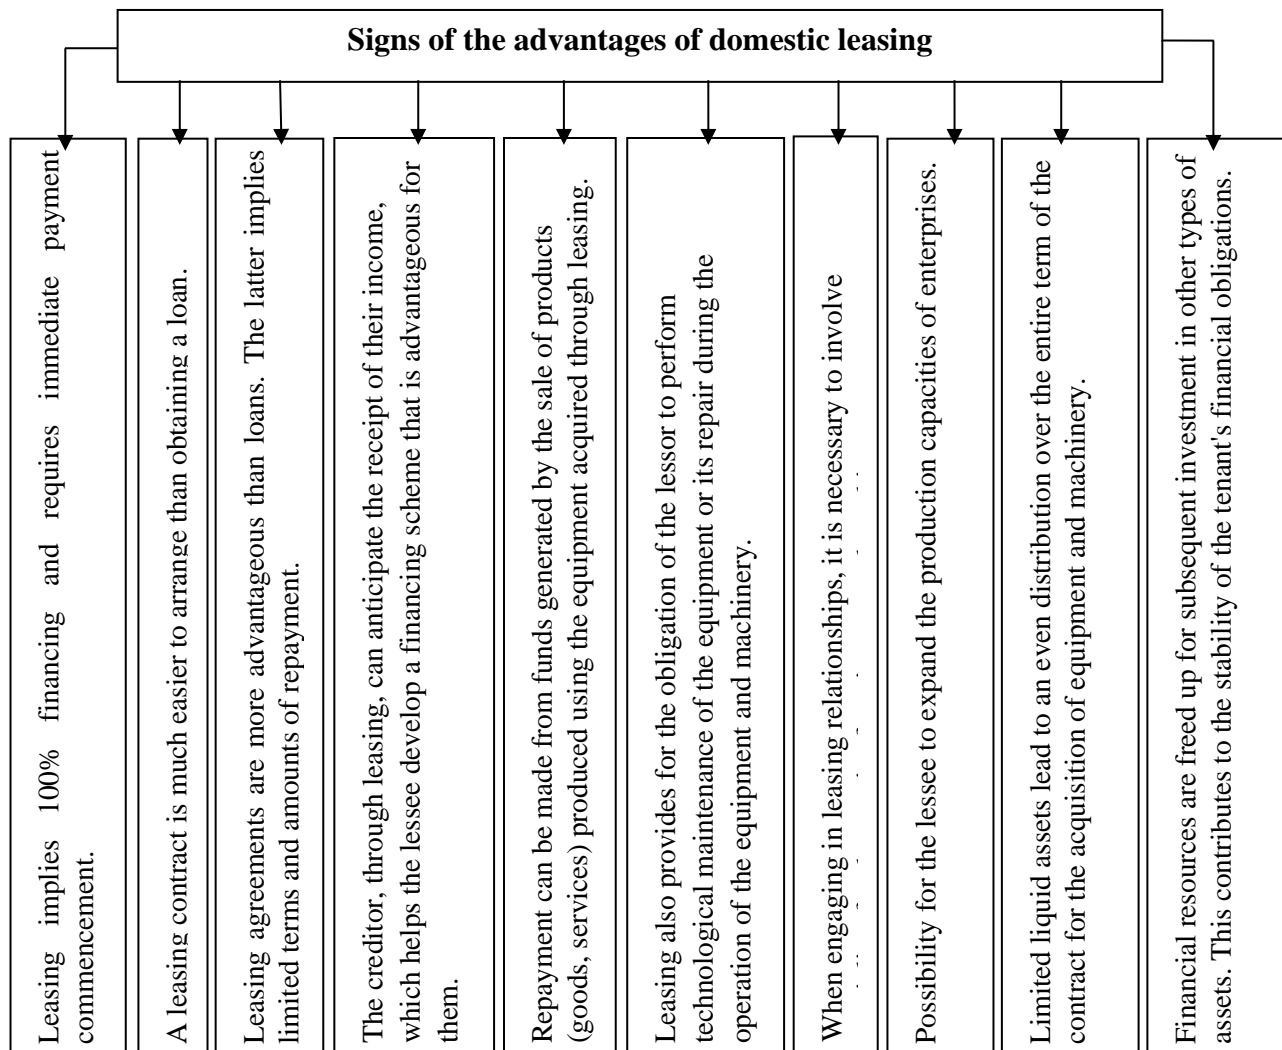 Signs of the advantages of domestic leasing
Leasing implies 100% financing and requires immediate payment
commencement.
A leasing contract is much easier to arrange than obtaining a loan.
Leasing agreements are more advantageous than loans. The latter implies
limited terms and amounts of repayment.
The creditor, through leasing, can anticipate the receipt of their income,
which helps the lessee develop a financing scheme that is advantageous for
them.
Repayment can be made from funds generated by the sale of products
(goods, services) produced using the equipment acquired through leasing.
Leasing also provides for the obligation of the lessor to perform
technological maintenance of the equipment or its repair during the
operation of the equipment and machinery.
When engaging in leasing relationships, it is necessary to involve
Possibility for the lessee to expand the production capacities of enterprises.
Limited liquid assets lead to an even distribution over the entire term of the
contract for the acquisition of equipment and machinery.
Financial resources are freed up for subsequent investment in other types of
assets. This contributes to the stability of the tenant's financial obligations.